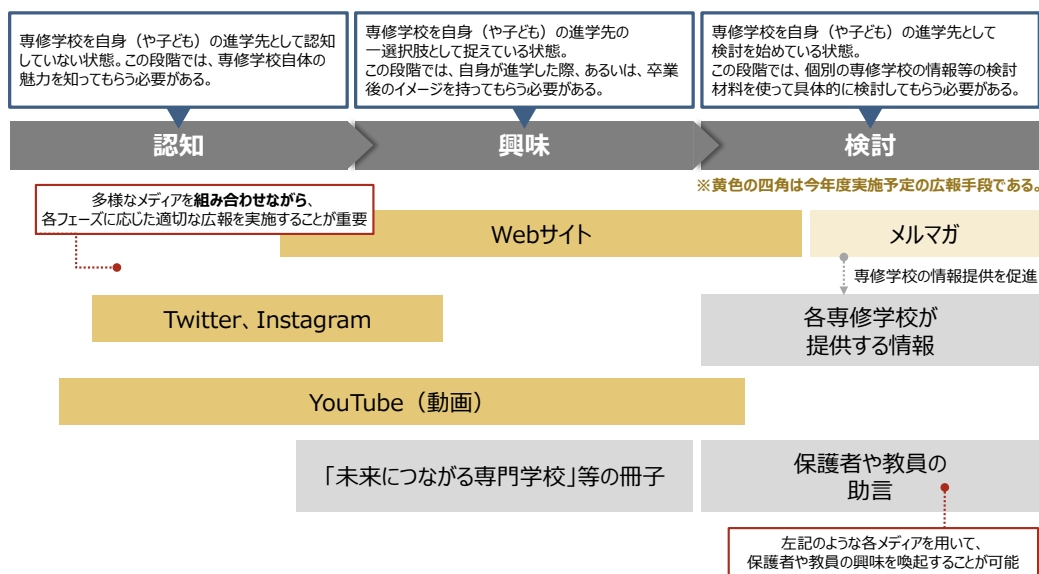 専修学校を自身（や子ども）の進学先として認知
していない状態。この段階では、専修学校自体の
魅力を知ってもらう必要がある。
専修学校を自身（や子ども）の進学先の
一選択肢として捉えている状態。
この段階では、自身が進学した際、あるいは、卒業
後のイメージを持ってもらう必要がある。
専修学校を自身（や子ども）の進学先として
検討を始めている状態。
この段階では、個別の専修学校の情報等の検討
材料を使って具体的に検討してもらう必要がある。
認知
興味
検討
※黄色の四角は今年度実施予定の広報手段である。
多様なメディアを組み合わせながら、
各フェーズに応じた適切な広報を実施することが重要
Webサイト
メルマガ
専修学校の情報提供を促進
Twitter、Instagram
各専修学校が
提供する情報
YouTube（動画）
「未来につながる専門学校」等の冊子
保護者や教員の
助言
左記のような各メディアを用いて、
保護者や教員の興味を喚起することが可能